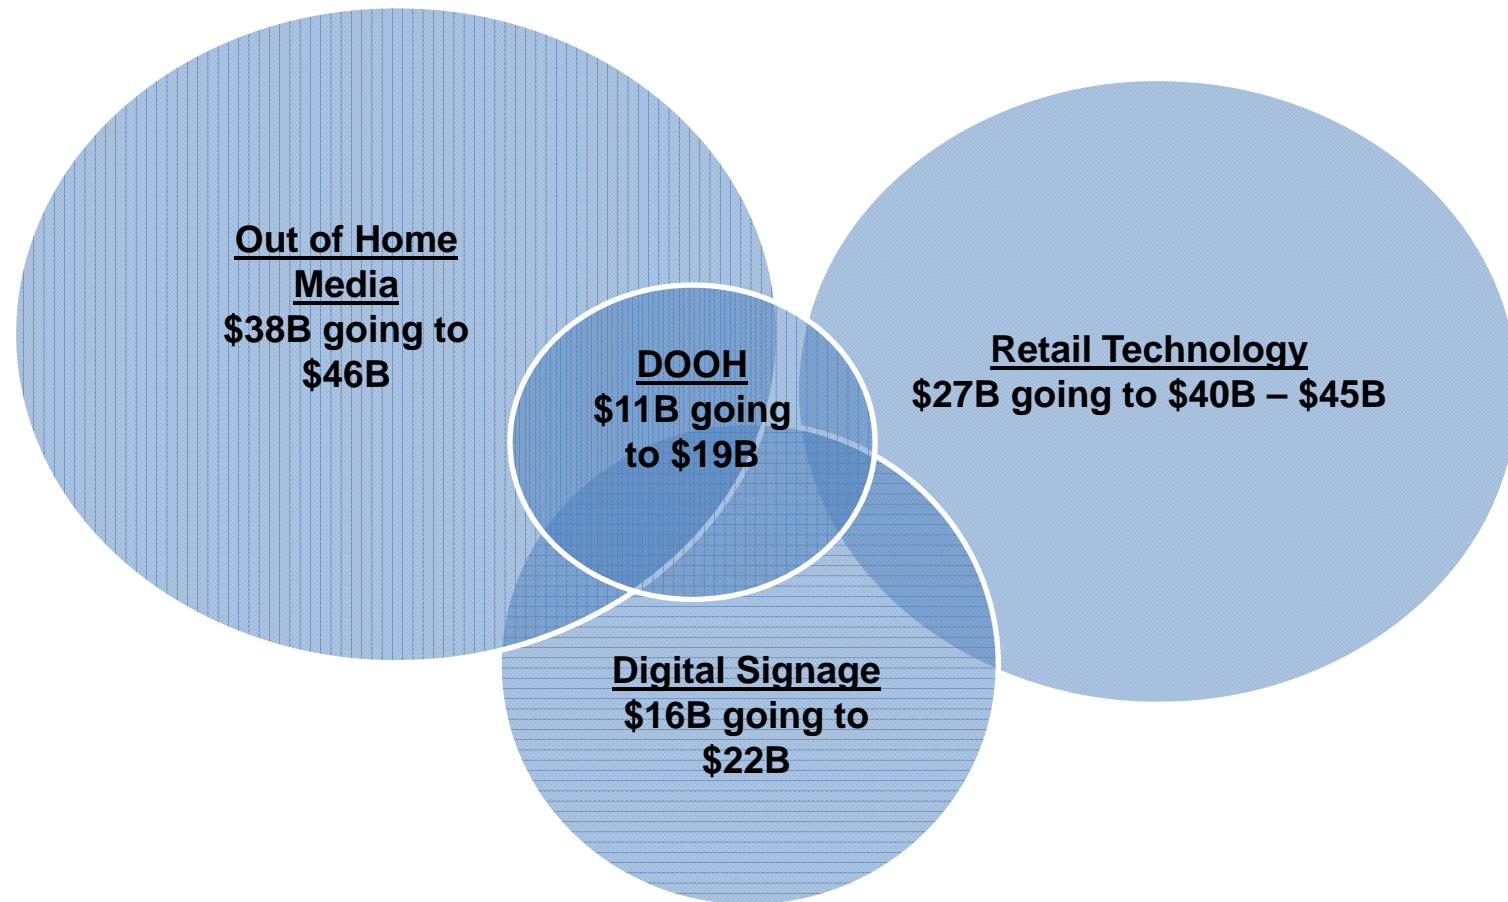 Out of Home
Media
$38B going to
$46B
DOOH
$11B going
to $19B
Retail Technology
$27B going to $40B – $45B
Digital Signage
$16B going to
$22B